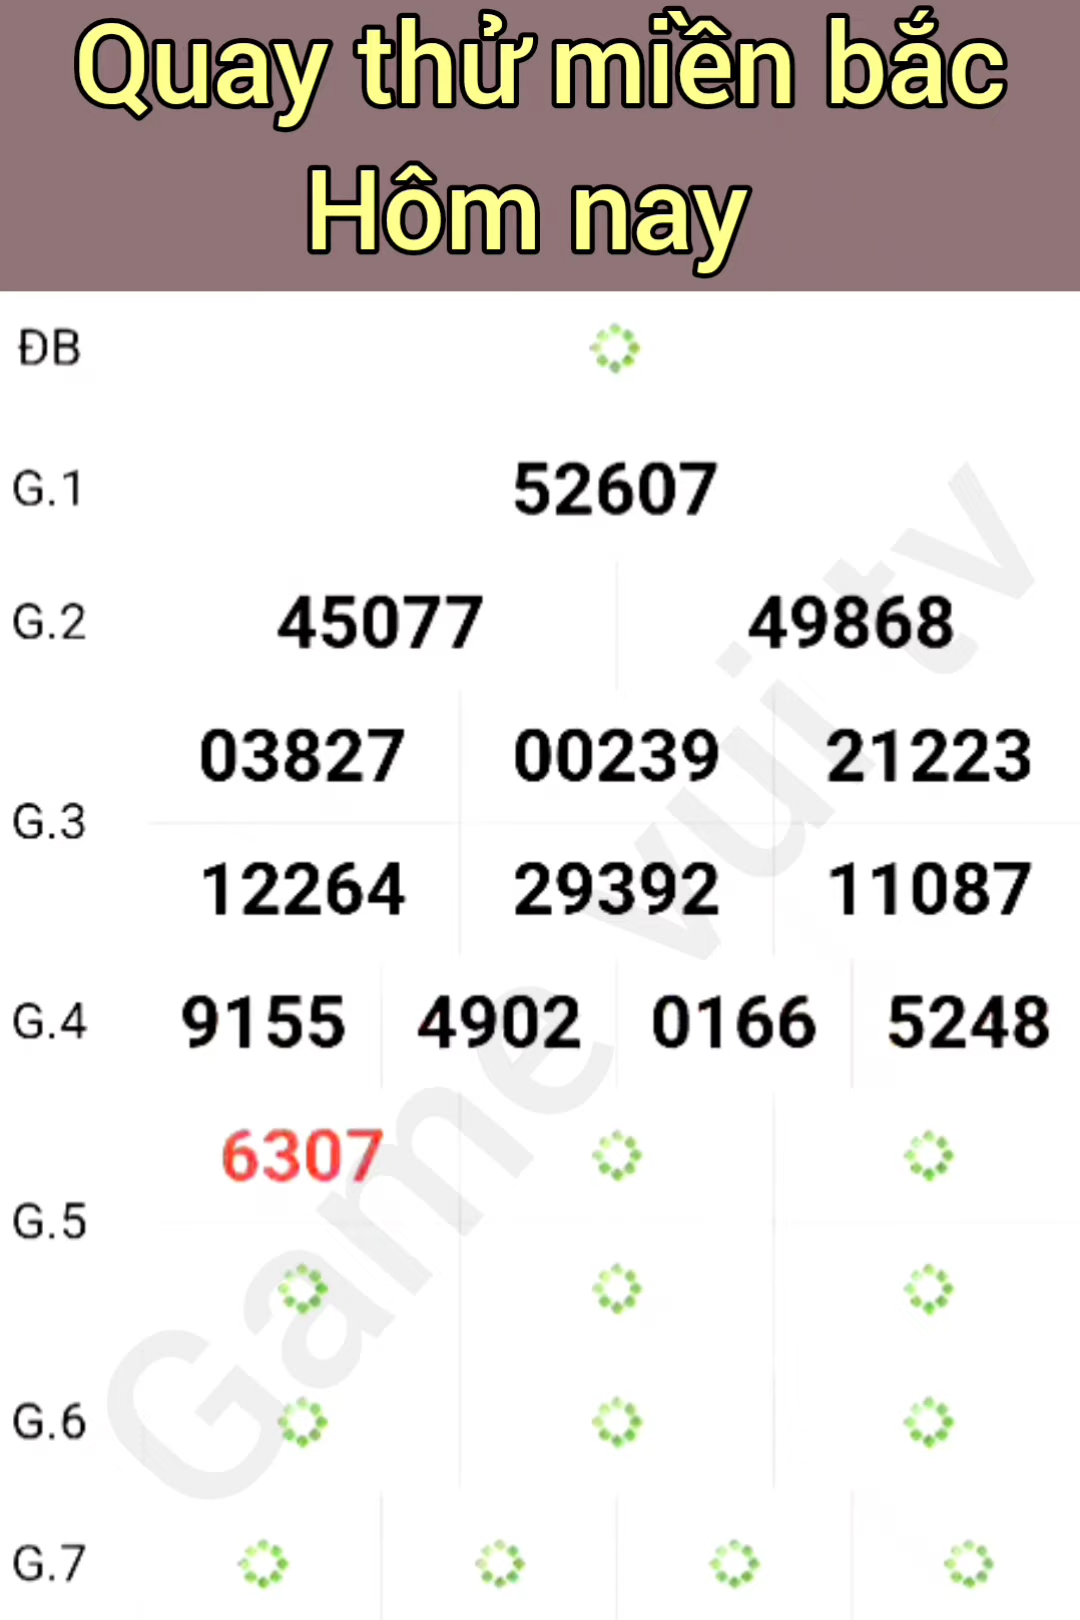 Quay thử miền bắc
Hôm nay
ĐB
G.1 52607
G.2 45077 49868
G.3
03827 00239 21223
12264 29392 11087
G.4 9155 4902 0166 5248
G.5
6307
G.6
G.7
Game vui tv